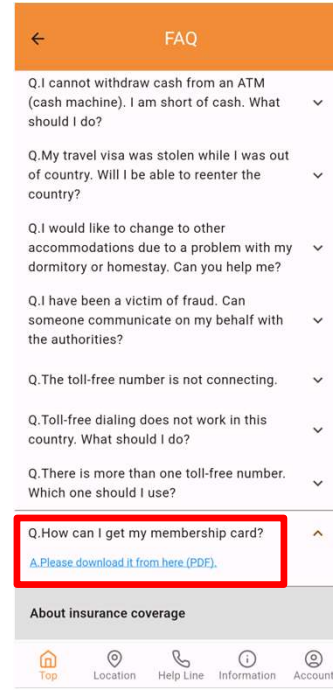 FAQ
Q.I cannot withdraw cash from an ATM
(cash machine). I am short of cash. What
should I do?
Q.My travel visa was stolen while I was out
of country. Will I be able to reenter the
country?
Q.I would like to change to other
accommodations due to a problem with my
dormitory or homestay. Can you help me?
Q.I have been a victim of fraud. Can
someone communicate on my behalf with
the authorities?
Q.The toll-free number is not connecting.
Q.Toll-free dialing does not work in this
country. What should I do?
Q.There is more than one toll-free number.
Which one should I use?
Q.How can I get my membership card?
A.Please download it from here (PDF).
About insurance coverage
Top Location Help Line Information Account